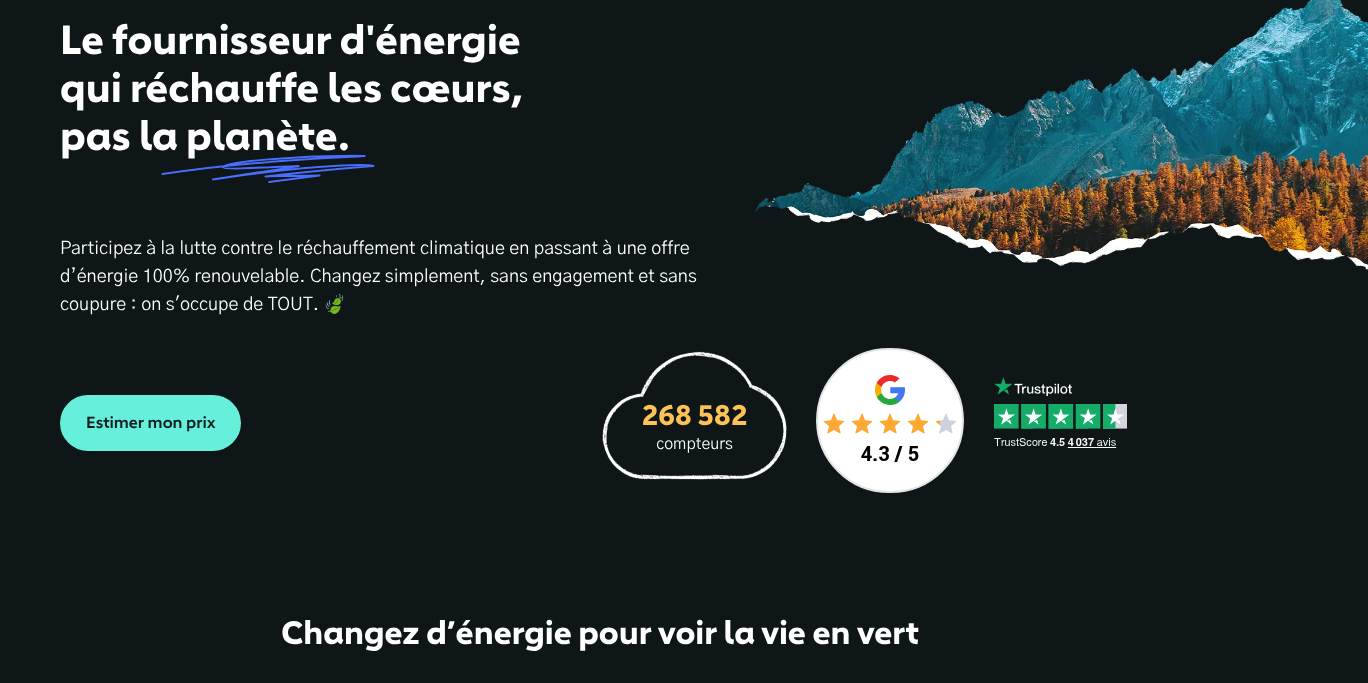 Le fournisseur d'énergie
qui réchauffe les cœurs,
pas la planète.
Participez à la lutte contre le réchauffement climatique en passant à une offre
d’énergie 100% renouvelable. Changez simplement, sans engagement et sans
coupure : on s’occupe de TOUT.
Estimer mon prix
268 582
compteurs
4.3 / 5
Trustpilot
TrustScore 4.5 4 037 avis
Changez d’énergie pour voir la vie en vert